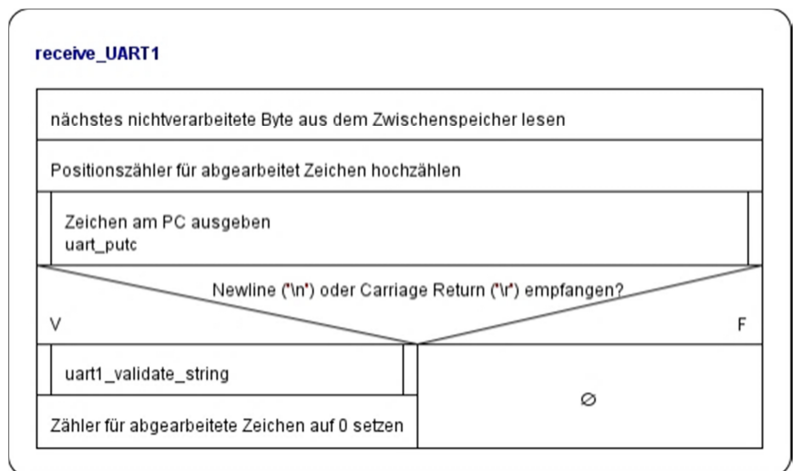 receive_UART1
nächstes nichtverarbeitete Byte aus dem Zwischenspeicher lesen
Positionszähler für abgearbeitet Zeichen hochzählen
Zeichen am PC ausgeben
uart_putc
Newline ('\n') oder Carriage Return ('\r') empfangen?
V
F
uart1_validate_string
∅
Zähler für abgearbeitete Zeichen auf 0 setzen